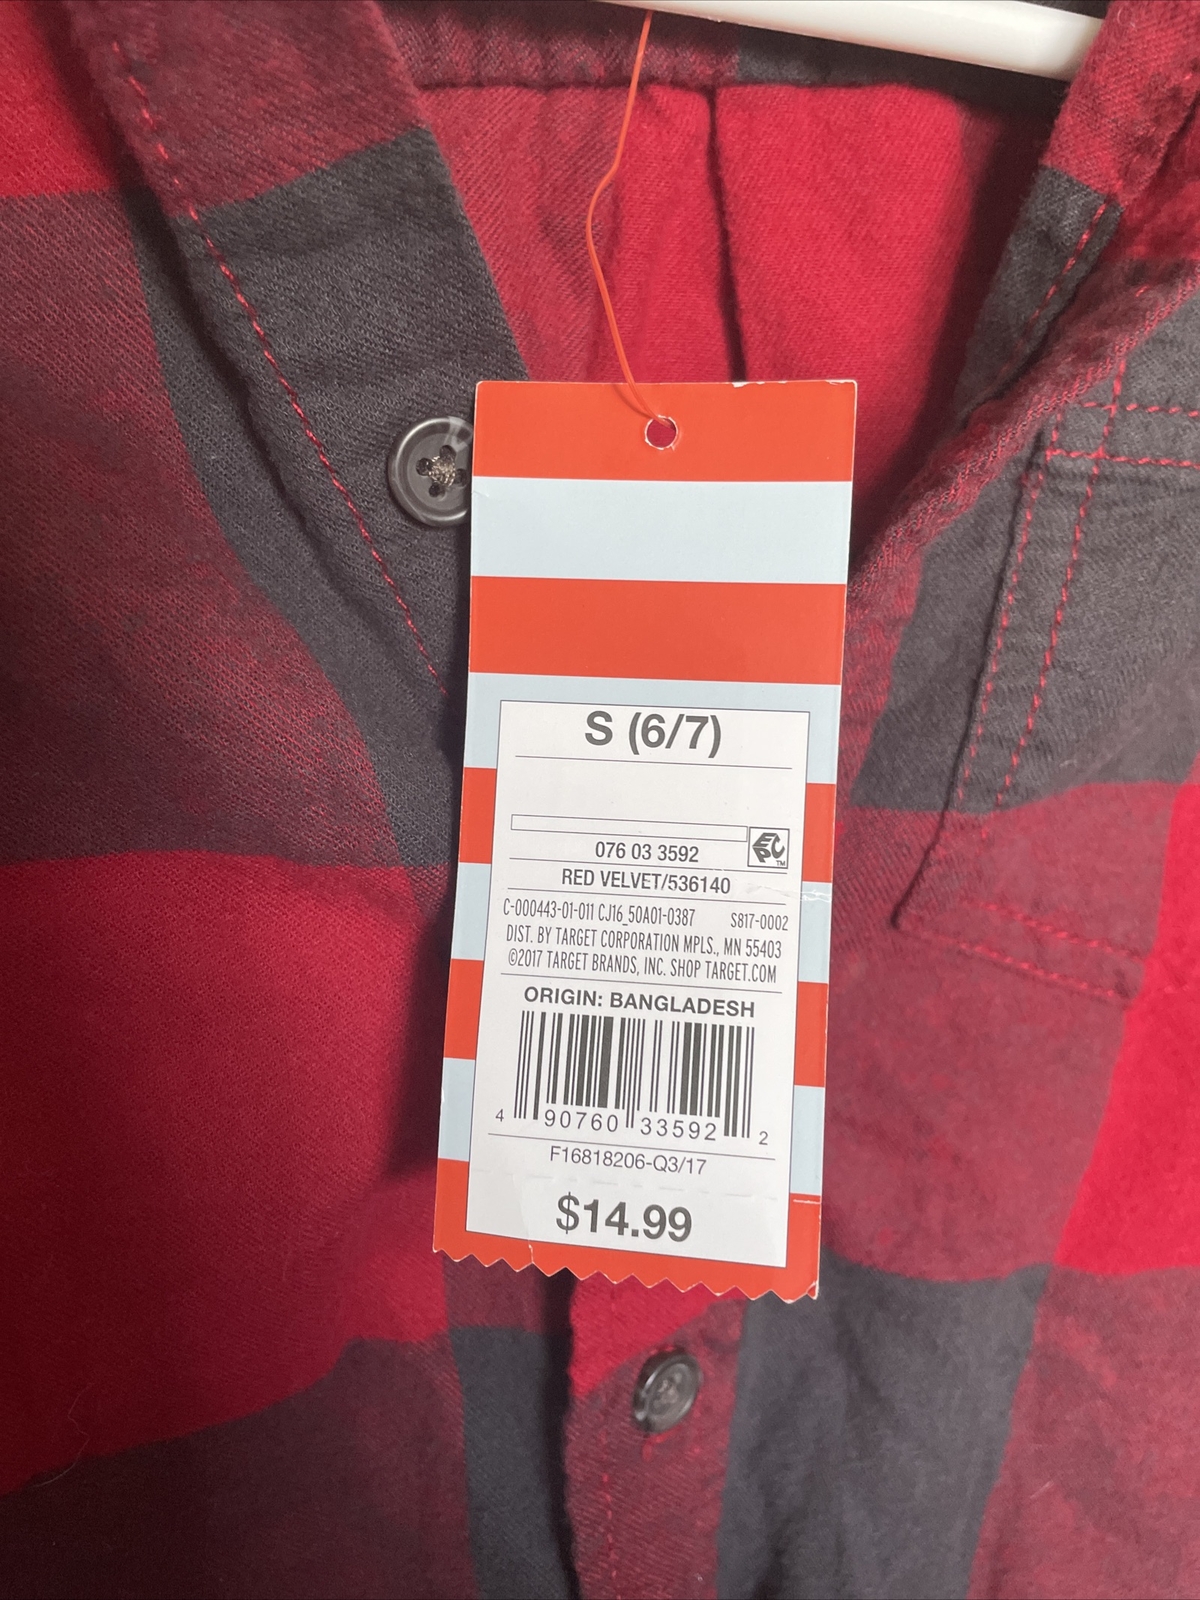 S (6/7)
EPC
TM
076 03 3592
RED VELVET/536140
C-000443-01-011 CJ16_50A01-0387 S817-0002
DIST. BY TARGET CORPORATION MPLS., MN 55403
©2017 TARGET BRANDS, INC. SHOP TARGET.COM
ORIGIN: BANGLADESH
4 90760 33592 2
F16818206-Q3/17
$14.99